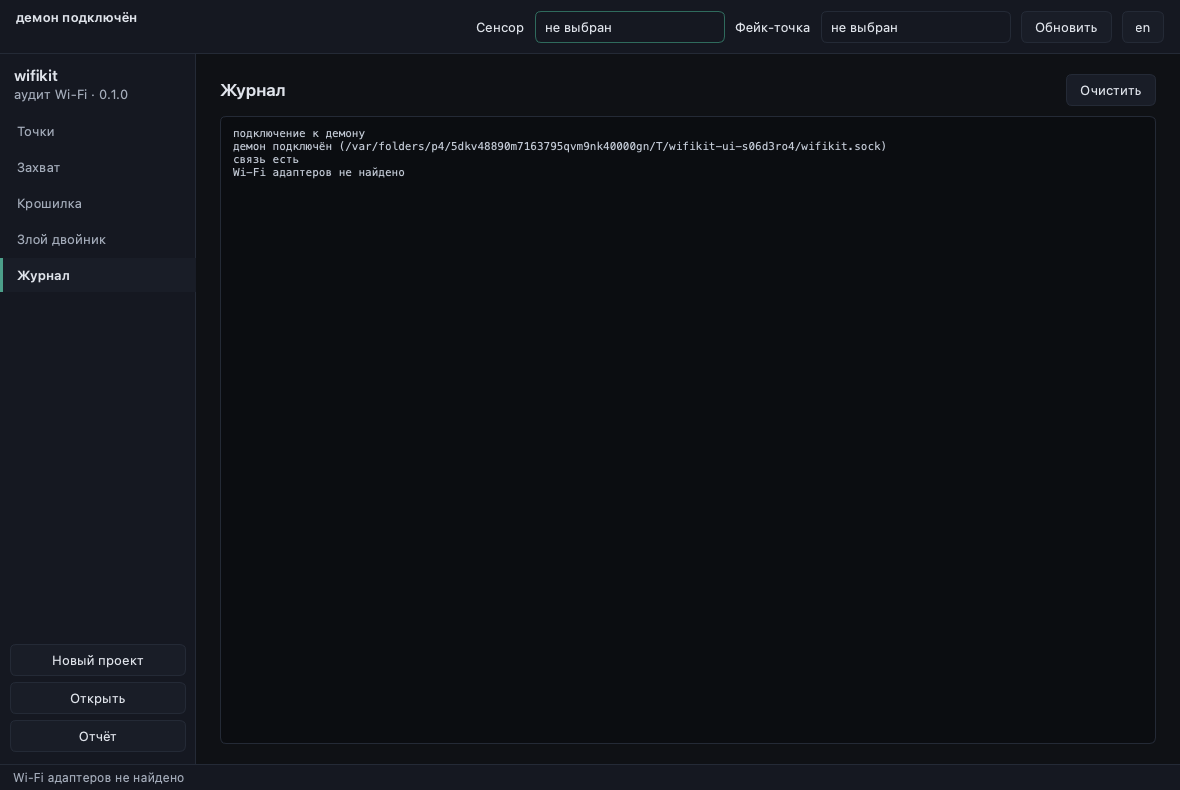 демон подключён
Сенсор не выбран Фейк-точка не выбран Обновить en
wifikit
аудит Wi-Fi · 0.1.0
Точки
Захват
Крошилка
Злой двойник
Журнал
Новый проект
Открыть
Отчёт
Журнал
Очистить
подключение к демону
демон подключён (/var/folders/p4/5dkv48890m7163795qvm9nk40000gn/T/wifikit-ui-s06d3ro4/wifikit.sock)
связь есть
Wi-Fi адаптеров не найдено
Wi-Fi адаптеров не найдено